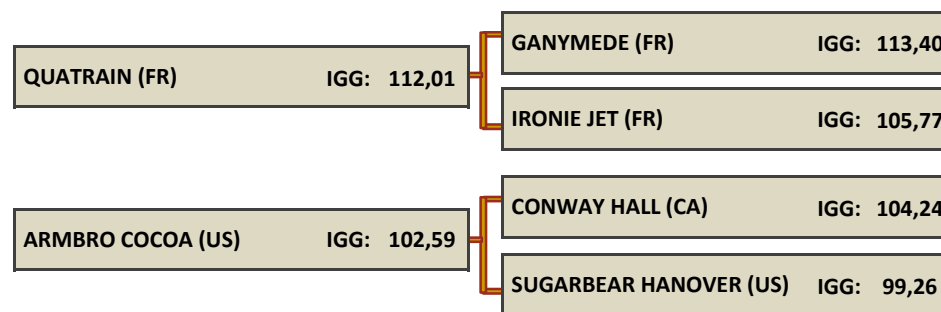 GANYMEDE (FR) IGG: 113,40
QUATRAIN (FR) IGG: 112,01
IRONIE JET (FR) IGG: 105,77
CONWAY HALL (CA) IGG: 104,24
ARMBRO COCOA (US) IGG: 102,59
SUGARBEAR HANOVER (US) IGG: 99,26